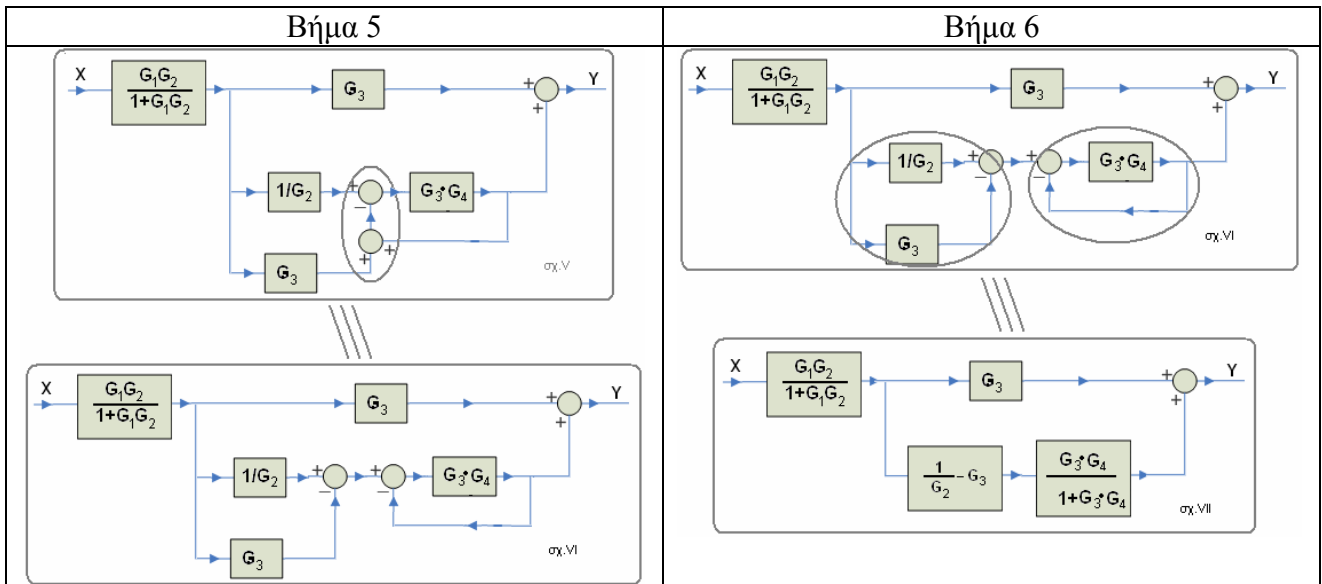 Βήμα 5
X
G₁G₂
1+G₁G₂
G₃
+
+
Y
1/G₂
+
−
G₃·G₄
+
+
G₃
σχ.V
X
G₁G₂
1+G₁G₂
G₃
+
+
Y
1/G₂
+
−
+
−
G₃·G₄
G₃
σχ.VI
Βήμα 6
X
G₁G₂
1+G₁G₂
G₃
+
+
Y
1/G₂
+
−
+
−
G₃·G₄
G₃
σχ.VI
X
G₁G₂
1+G₁G₂
G₃
+
+
Y
1
G₂
−G₃
G₃·G₄
1+G₃·G₄
σχ.VII